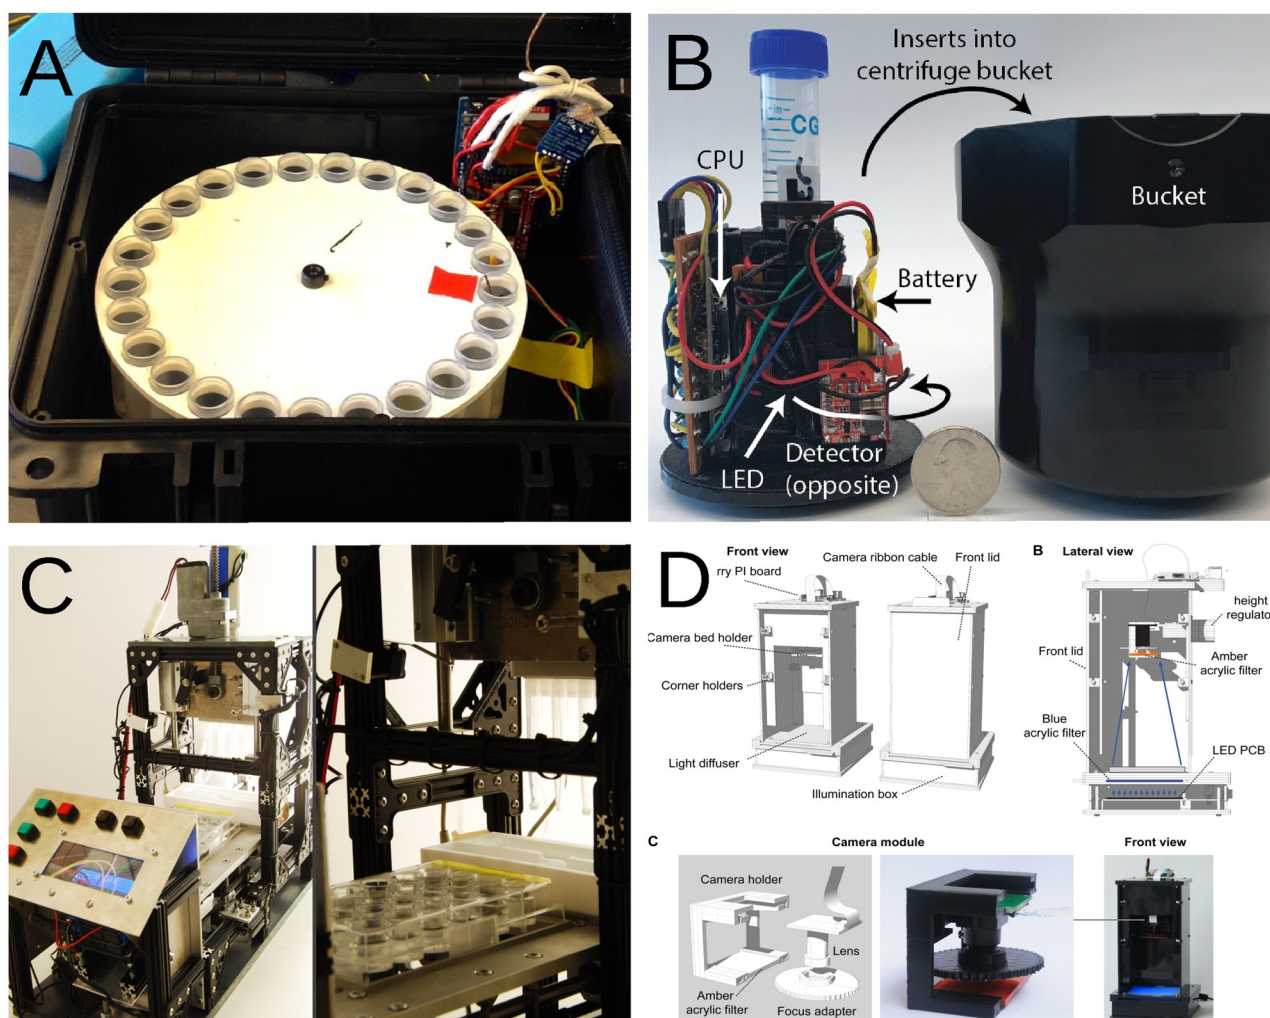 A
B
Inserts into
centrifuge bucket
CG
CPU
Bucket
Battery
LED
Detector
(opposite)
C
D
Front view
rry PI board
Camera ribbon cable
Front lid
B
Lateral view
Camera bed holder
Corner holders
Light diffuser
Illumination box
height
regulato
Front lid
Amber
acrylic filter
Blue
acrylic filter
LED PCB
C
Camera module
Front view
Camera holder
Lens
Amber
acrylic filter
Focus adapter